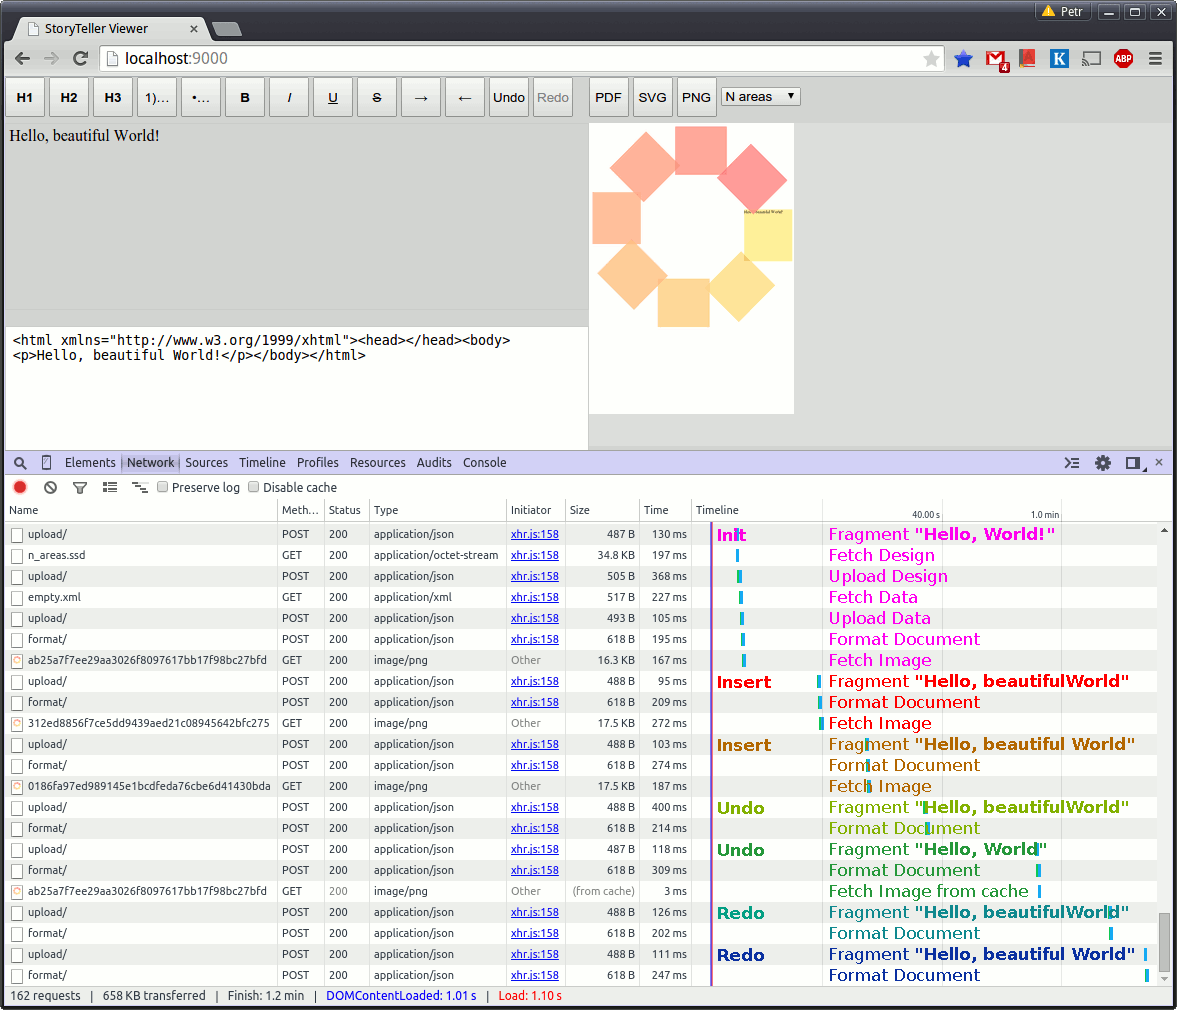 Petr
StoryTeller Viewer
localhost:9000
4
K
ABP
H1 H2 H3 1)... •... B I U S → ← Undo Redo PDF SVG PNG N areas
Hello, beautiful World!
Hello, beautiful World!
<html xmlns="http://www.w3.org/1999/xhtml"><head></head><body>
<p>Hello, beautiful World!</p></body></html>
Elements Network Sources Timeline Profiles Resources Audits Console
Preserve log Disable cache
Name Meth... Status Type Initiator Size Time Timeline 40.00 s 1.0 min
upload/ POST 200 application/json xhr.js:158 487 B 130 ms Init Fragment "Hello, World!"
n_areas.ssd GET 200 application/octet-stream xhr.js:158 34.8 KB 197 ms Fetch Design
upload/ POST 200 application/json xhr.js:158 505 B 368 ms Upload Design
empty.xml GET 200 application/xml xhr.js:158 517 B 227 ms Fetch Data
upload/ POST 200 application/json xhr.js:158 493 B 105 ms Upload Data
format/ POST 200 application/json xhr.js:158 618 B 195 ms Format Document
ab25a7f7ee29aa3026f8097617bb17f98bc27bfd GET 200 image/png Other 16.3 KB 167 ms Fetch Image
upload/ POST 200 application/json xhr.js:158 488 B 95 ms Insert Fragment "Hello, beautifulWorld"
format/ POST 200 application/json xhr.js:158 618 B 209 ms Format Document
312ed8856f7ce5dd9439aed21c08945642bfc275 GET 200 image/png Other 17.5 KB 272 ms Fetch Image
upload/ POST 200 application/json xhr.js:158 488 B 103 ms Insert Fragment "Hello, beautiful World"
format/ POST 200 application/json xhr.js:158 618 B 274 ms Format Document
0186fa97ed989145e1bcdfeda76cbe6d41430bda GET 200 image/png Other 17.5 KB 187 ms Fetch Image
upload/ POST 200 application/json xhr.js:158 488 B 400 ms Undo Fragment "Hello, beautifulWorld"
format/ POST 200 application/json xhr.js:158 618 B 214 ms Format Document
upload/ POST 200 application/json xhr.js:158 488 B 118 ms Undo Fragment "Hello, World"
format/ POST 200 application/json xhr.js:158 618 B 309 ms Format Document
ab25a7f7ee29aa3026f8097617bb17f98bc27bfd GET 200 image/png Other (from cache) 3 ms Fetch Image from cache
upload/ POST 200 application/json xhr.js:158 488 B 126 ms Redo Fragment "Hello, beautifulWorld"
format/ POST 200 application/json xhr.js:158 618 B 202 ms Format Document
upload/ POST 200 application/json xhr.js:158 488 B 111 ms Redo Fragment "Hello, beautiful World"
format/ POST 200 application/json xhr.js:158 618 B 247 ms Format Document
162 requests | 658 KB transferred | Finish: 1.2 min | DOMContentLoaded: 1.01 s | Load: 1.10 s